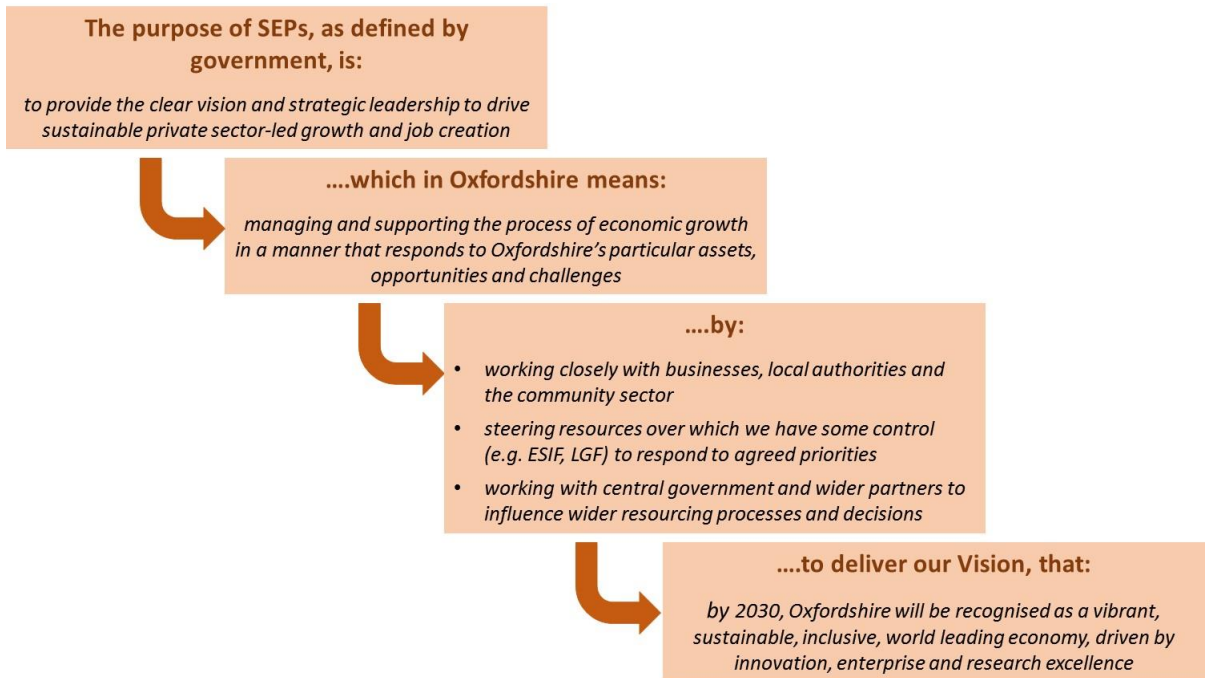 The purpose of SEPs, as defined by
government, is:
to provide the clear vision and strategic leadership to drive
sustainable private sector-led growth and job creation
....which in Oxfordshire means:
managing and supporting the process of economic growth
in a manner that responds to Oxfordshire’s particular assets,
opportunities and challenges
....by:
• working closely with businesses, local authorities and
the community sector
• steering resources over which we have some control
(e.g. ESIF, LGF) to respond to agreed priorities
• working with central government and wider partners to
influence wider resourcing processes and decisions
....to deliver our Vision, that:
by 2030, Oxfordshire will be recognised as a vibrant,
sustainable, inclusive, world leading economy, driven by
innovation, enterprise and research excellence